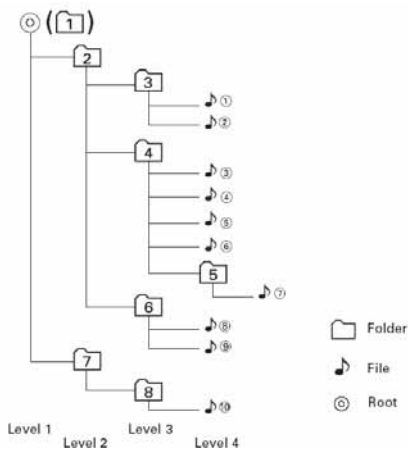 ( 1 )
2
3
①
②
4
③
④
⑤
⑥
5
⑦
6
⑧
⑨
7
8
⑩
Folder
File
Root
Level 1
Level 2
Level 3
Level 4